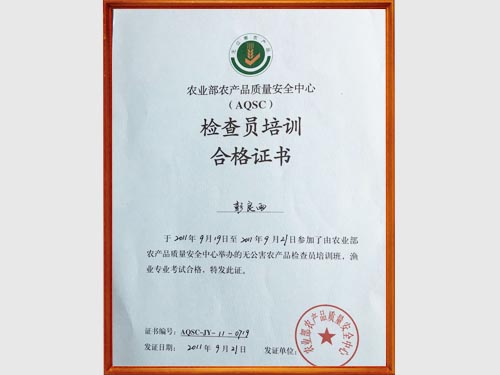 无公害农产品
农业部农产品质量安全中心
（AQSC）
检查员培训
合格证书
彭良西
于 2011年 9月19日至 2011年 9月21日参加了由农业部
农产品质量安全中心举办的无公害农产品检查员培训班，渔
业专业考试合格，特发此证。
证书编号：AQSC-JY-11-0719
发证日期： 2011年 9月21日
发证单位：
农业部农产品质量安全中心